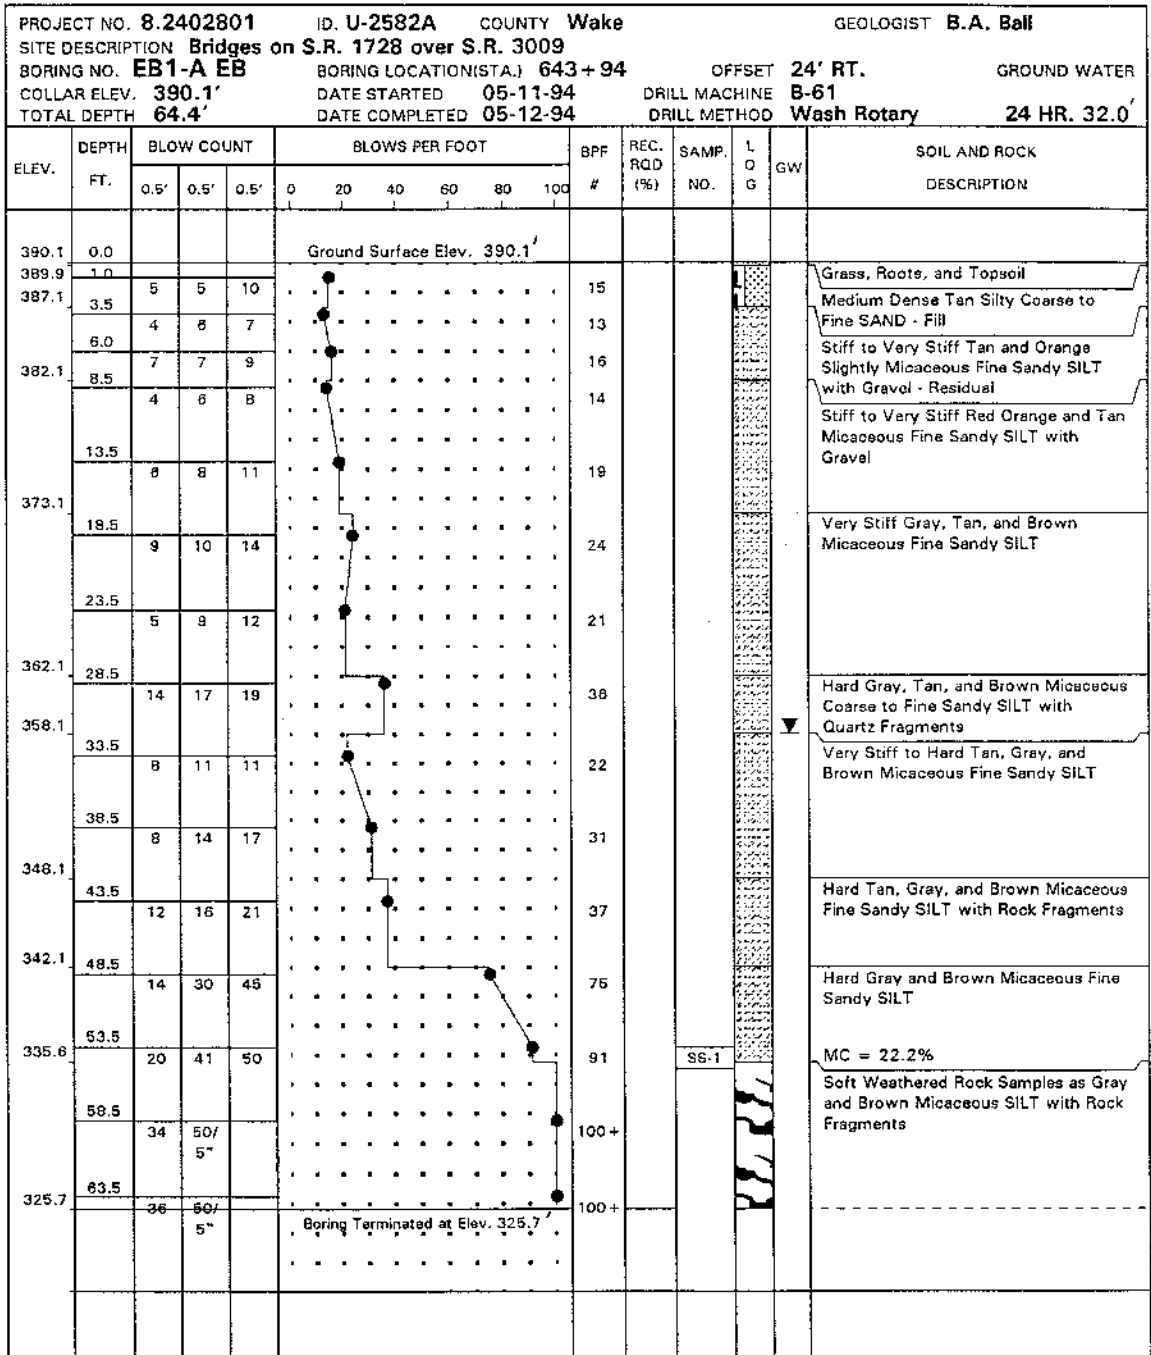 PROJECT NO. 8.2402801 ID. U-2582A COUNTY Wake GEOLOGIST B.A. Ball
SITE DESCRIPTION Bridges on S.R. 1728 over S.R. 3009
BORING NO. EB1-A EB BORING LOCATION(STA.) 643+94 OFFSET 24' RT. GROUND WATER
COLLAR ELEV. 390.1' DATE STARTED 05-11-94 DRILL MACHINE B-61
TOTAL DEPTH 64.4' DATE COMPLETED 05-12-94 DRILL METHOD Wash Rotary 24 HR. 32.0'
ELEV. DEPTH FT. BLOW COUNT BLOWS PER FOOT BPF # REC. RQD (%) SAMP. NO. L O G GW SOIL AND ROCK DESCRIPTION
0.5' 0.5' 0.5' 0 20 40 60 80 100
390.1 0.0 Ground Surface Elev. 390.1'
389.9 1.0 Grass, Roots, and Topsoil
387.1 5 5 10 15 Medium Dense Tan Silty Coarse to
3.5 Fine SAND - Fill
4 6 7 13
6.0 Stiff to Very Stiff Tan and Orange
382.1 7 7 9 16 Slightly Micaceous Fine Sandy SILT
8.5 with Gravel - Residual
4 6 8 14
Stiff to Very Stiff Red Orange and Tan
Micaceous Fine Sandy SILT with
13.5 Gravel
6 8 11 19
373.1
18.5 Very Stiff Gray, Tan, and Brown
9 10 14 24 Micaceous Fine Sandy SILT
23.5
5 9 12 21
362.1 28.5
14 17 19 38 Hard Gray, Tan, and Brown Micaceous
Coarse to Fine Sandy SILT with
358.1 Quartz Fragments
33.5 Very Stiff to Hard Tan, Gray, and
8 11 11 22 Brown Micaceous Fine Sandy SILT
38.5
8 14 17 31
348.1
43.5 Hard Tan, Gray, and Brown Micaceous
12 16 21 37 Fine Sandy SILT with Rock Fragments
342.1
48.5 Hard Gray and Brown Micaceous Fine
14 30 45 75 Sandy SILT
53.5
335.6 20 41 50 91 SS-1 MC = 22.2%
Soft Weathered Rock Samples as Gray
58.5 and Brown Micaceous SILT with Rock
34 50/ 100+ Fragments
5"
63.5
325.7 36 50/ 100+
5" Boring Terminated at Elev. 325.7'